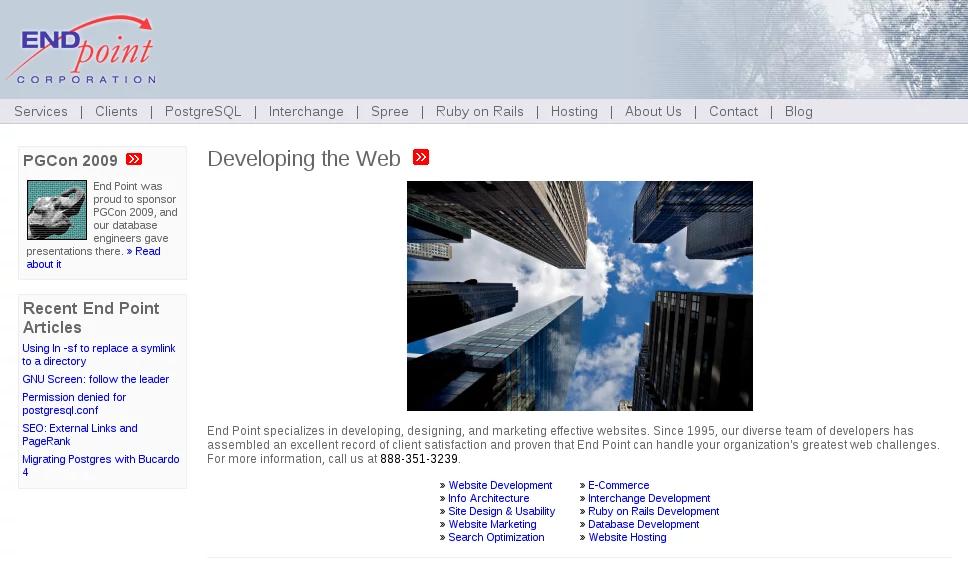 END
point
CORPORATION
Services | Clients | PostgreSQL | Interchange | Spree | Ruby on Rails | Hosting | About Us | Contact | Blog
PGCon 2009
End Point was
proud to sponsor
PGCon 2009, and
our database
engineers gave
presentations there. » Read
about it
Recent End Point
Articles
Using ln -sf to replace a symlink
to a directory
GNU Screen: follow the leader
Permission denied for
postgresql.conf
SEO: External Links and
PageRank
Migrating Postgres with Bucardo
4
Developing the Web
End Point specializes in developing, designing, and marketing effective websites. Since 1995, our diverse team of developers has
assembled an excellent record of client satisfaction and proven that End Point can handle your organization's greatest web challenges.
For more information, call us at 888-351-3239.
» Website Development
» Info Architecture
» Site Design & Usability
» Website Marketing
» Search Optimization
» E-Commerce
» Interchange Development
» Ruby on Rails Development
» Database Development
» Website Hosting